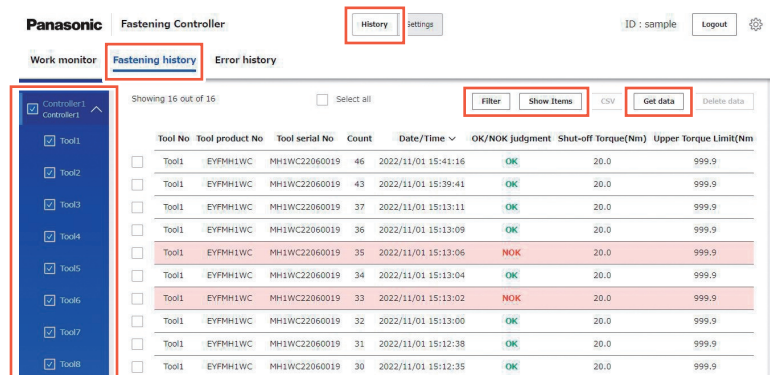 Panasonic Fastening Controller History Settings ID : sample Logout
Work monitor Fastening history Error history
Controller1
Controller1
Tool1
Tool2
Tool3
Tool4
Tool5
Tool6
Tool7
Tool8
Showing 16 out of 16 Select all Filter Show Items CSV Get data Delete data
Tool No Tool product No Tool serial No Count Date/Time OK/NOK judgment Shut-off Torque(Nm) Upper Torque Limit(Nm
Tool1 EYFMH1WC MH1WC22060019 46 2022/11/01 15:41:16 OK 20.0 999.9
Tool1 EYFMH1WC MH1WC22060019 43 2022/11/01 15:39:41 OK 20.0 999.9
Tool1 EYFMH1WC MH1WC22060019 37 2022/11/01 15:13:11 OK 20.0 999.9
Tool1 EYFMH1WC MH1WC22060019 36 2022/11/01 15:13:09 OK 20.0 999.9
Tool1 EYFMH1WC MH1WC22060019 35 2022/11/01 15:13:06 NOK 20.0 999.9
Tool1 EYFMH1WC MH1WC22060019 34 2022/11/01 15:13:04 OK 20.0 999.9
Tool1 EYFMH1WC MH1WC22060019 33 2022/11/01 15:13:02 NOK 20.0 999.9
Tool1 EYFMH1WC MH1WC22060019 32 2022/11/01 15:13:00 OK 20.0 999.9
Tool1 EYFMH1WC MH1WC22060019 31 2022/11/01 15:12:38 OK 20.0 999.9
Tool1 EYFMH1WC MH1WC22060019 30 2022/11/01 15:12:35 OK 20.0 999.9